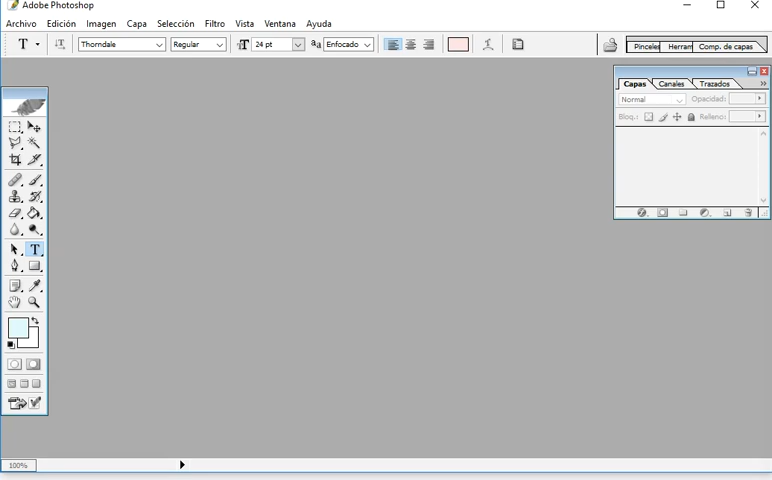 Adobe Photoshop
Archivo Edición Imagen Capa Selección Filtro Vista Ventana Ayuda
T T Thorndale Regular T 24 pt aa Enfocado Pinceles Herram Comp. de capas
Capas Canales Trazados
Normal Opacidad:
Bloq.: Relleno:
T
100%